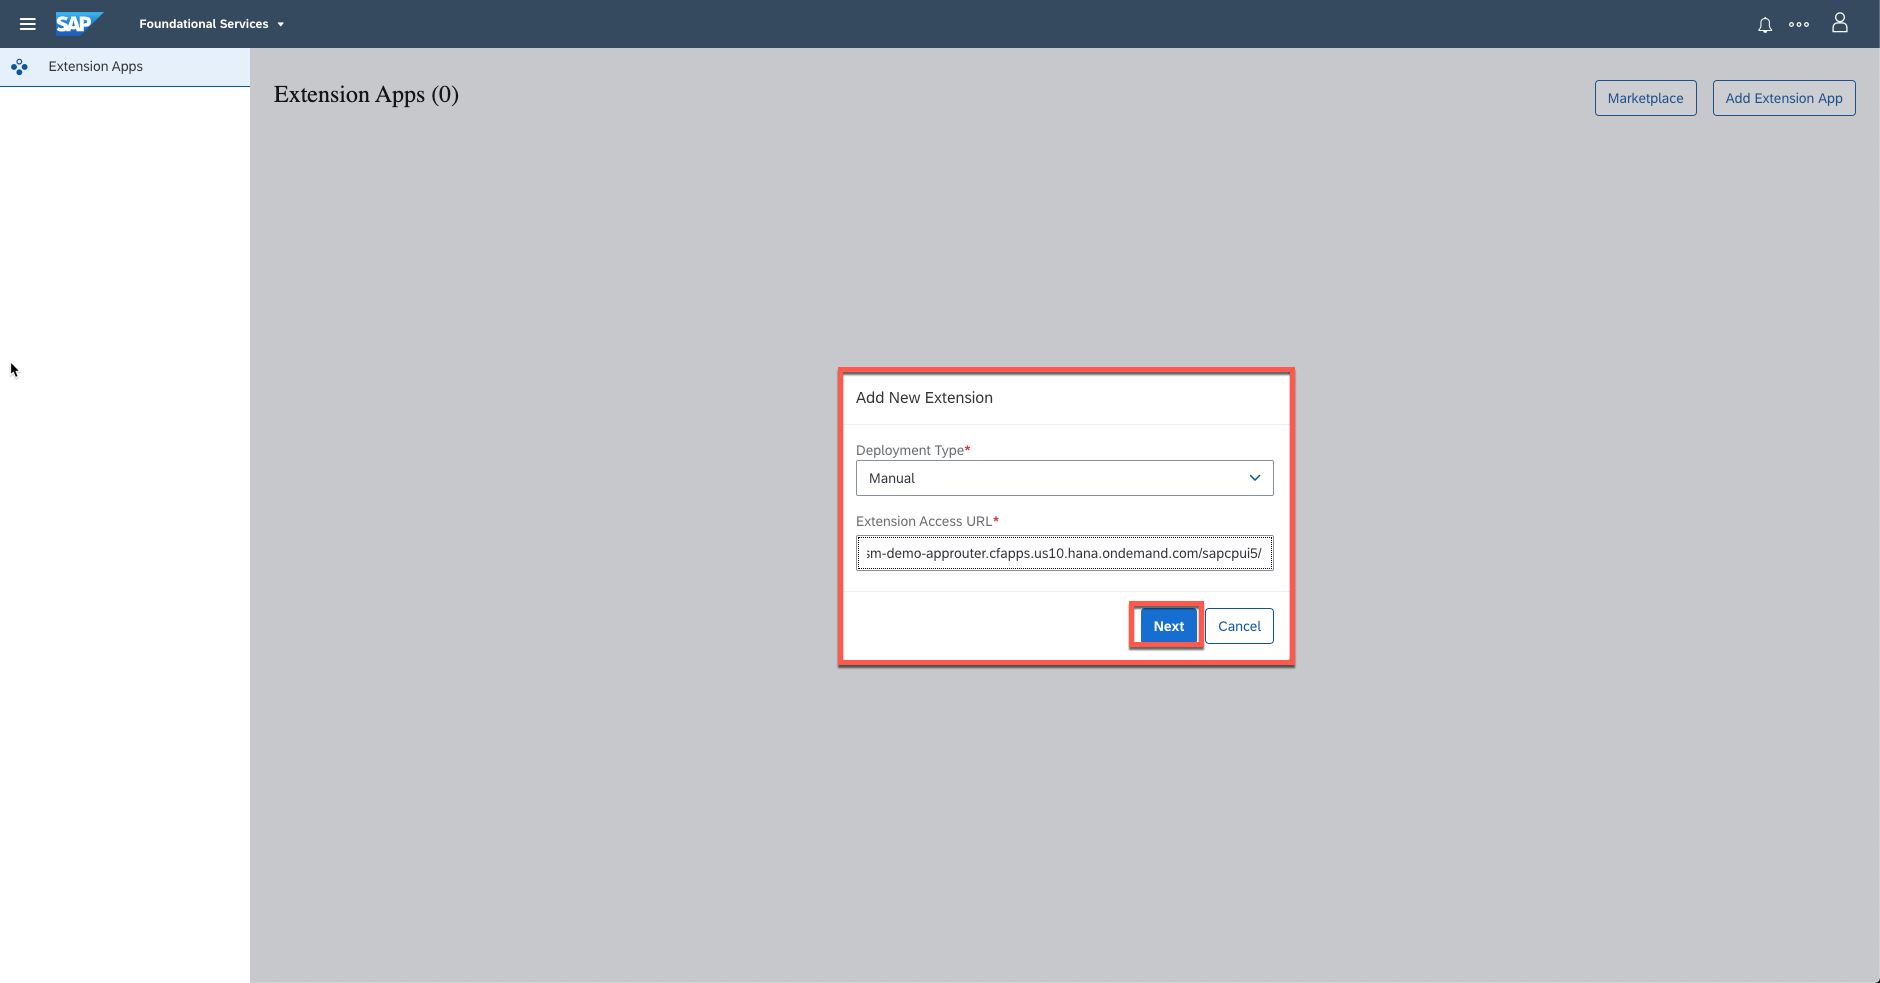 SAP
Foundational Services
Extension Apps
Extension Apps (0)
Marketplace
Add Extension App
Add New Extension
Deployment Type*
Manual
Extension Access URL*
sm-demo-approuter.cfapps.us10.hana.ondemand.com/sapcpui5/
Next
Cancel